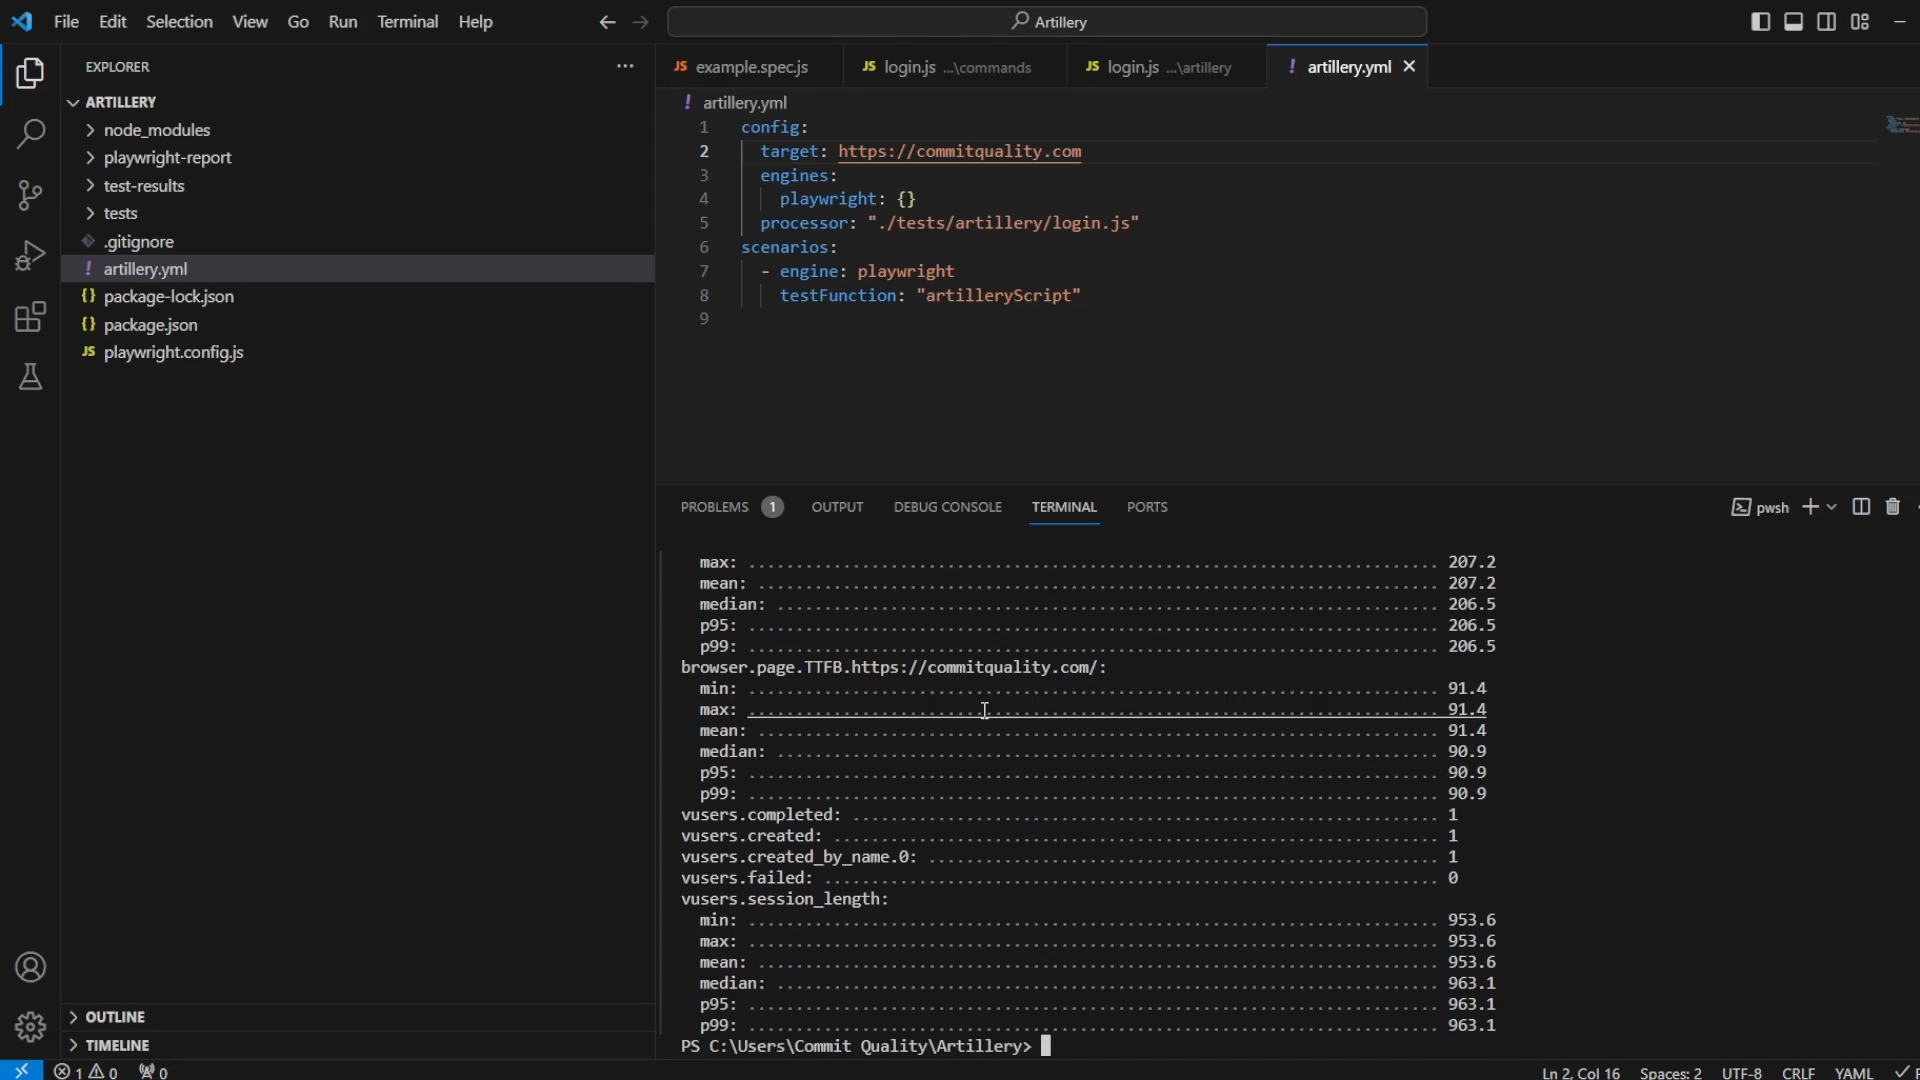 File Edit Selection View Go Run Terminal Help
Artillery
EXPLORER
ARTILLERY
node_modules
playwright-report
test-results
tests
.gitignore
! artillery.yml
{} package-lock.json
{} package.json
JS playwright.config.js
OUTLINE
TIMELINE
JS example.spec.js
JS login.js ...\commands
JS login.js ...\artillery
! artillery.yml
! artillery.yml
1 config:
2 target: https://commitquality.com
3 engines:
4 playwright: {}
5 processor: "./tests/artillery/login.js"
6 scenarios:
7 - engine: playwright
8 testFunction: "artilleryScript"
9
PROBLEMS 1 OUTPUT DEBUG CONSOLE TERMINAL PORTS
pwsh
max: ......................................................................... 207.2
mean: ........................................................................ 207.2
median: ...................................................................... 206.5
p95: ......................................................................... 206.5
p99: ......................................................................... 206.5
browser.page.TTFB.https://commitquality.com/:
min: ......................................................................... 91.4
max: ......................................................................... 91.4
mean: ........................................................................ 91.4
median: ...................................................................... 90.9
p95: ......................................................................... 90.9
p99: ......................................................................... 90.9
vusers.completed: .............................................................. 1
vusers.created: ................................................................ 1
vusers.created_by_name.0: ...................................................... 1
vusers.failed: ................................................................. 0
vusers.session_length:
min: ......................................................................... 953.6
max: ......................................................................... 953.6
mean: ........................................................................ 953.6
median: ...................................................................... 963.1
p95: ......................................................................... 963.1
p99: ......................................................................... 963.1
PS C:\Users\Commit Quality\Artillery>
1 0 0
Ln 2, Col 16 Spaces: 2 UTF-8 CRLF YAML